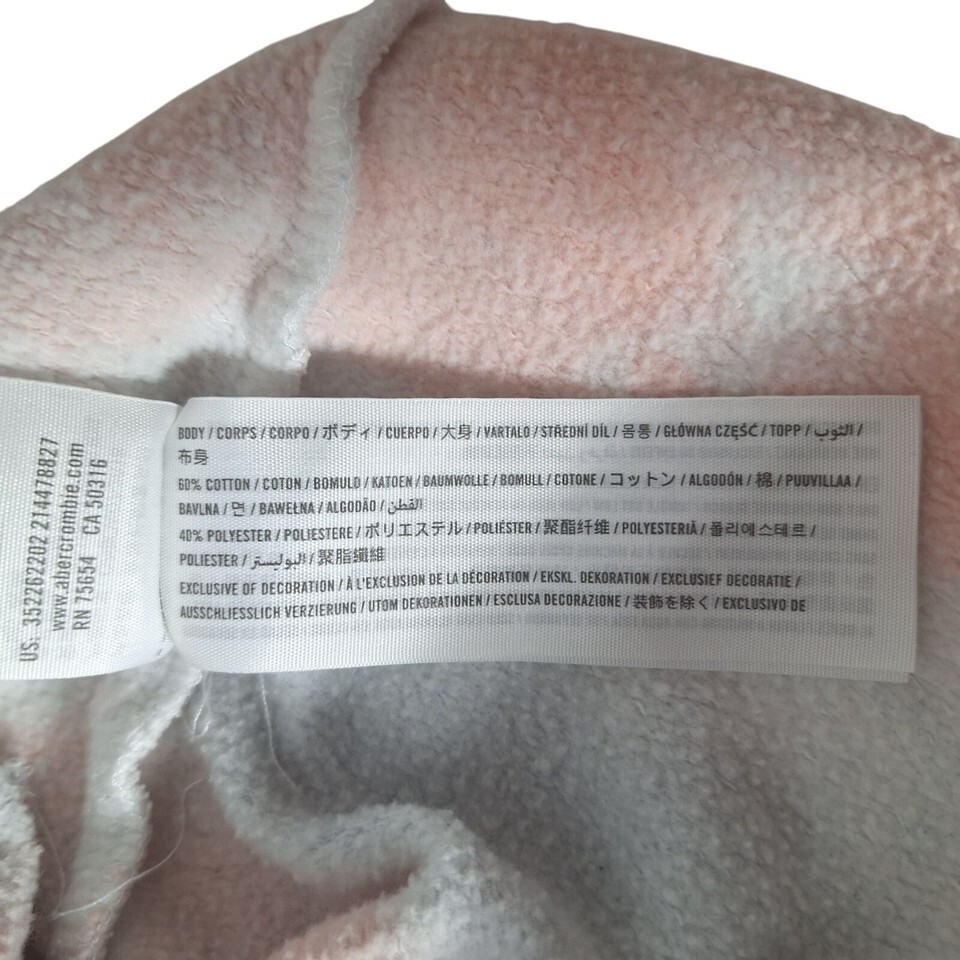 US: 352262202 214478827
www.abercrombie.com
RN 75654 CA 50316
BODY / CORPS / CORPO / ボディ / CUERPO / 大身 / VARTALO / STŘEDNÍ DÍL / 몸통 / GŁÓWNA CZĘŚĆ / TOPP / الثوب /
布身
60% COTTON / COTON / BOMULD / KATOEN / BAUMWOLLE / BOMULL / COTONE / コットン / ALGODÓN / 棉 / PUUVILLAA /
BAVLNA / 면 / BAWEŁNA / ALGODÃO / القطن
40% POLYESTER / POLIESTERE / ポリエステル / POLIÉSTER / 聚酯纤维 / POLYESTERIÄ / 폴리에스테르 /
POLIESTER / البوليستر / 聚脂纖維
EXCLUSIVE OF DECORATION / À L'EXCLUSION DE LA DÉCORATION / EKSKL. DEKORATION / EXCLUSIEF DECORATIE /
AUSSCHLIESSLICH VERZIERUNG / UTOM DEKORATIONEN / ESCLUSA DECORAZIONE / 装飾を除く / EXCLUSIVO DE